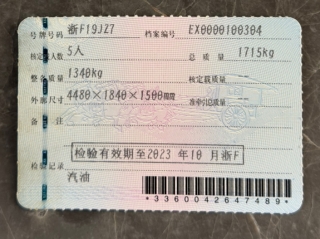 号牌号码 浙F19JZ7 档案编号 EX0000100304
核定载人数 5人 总质量 1715kg
整备质量 1340kg 核定载质量
外廓尺寸 4480×1840×1500mm 准牵引总质量
备注
检验有效期至2023年10月浙F
检验记录
汽油
*3360042647489*